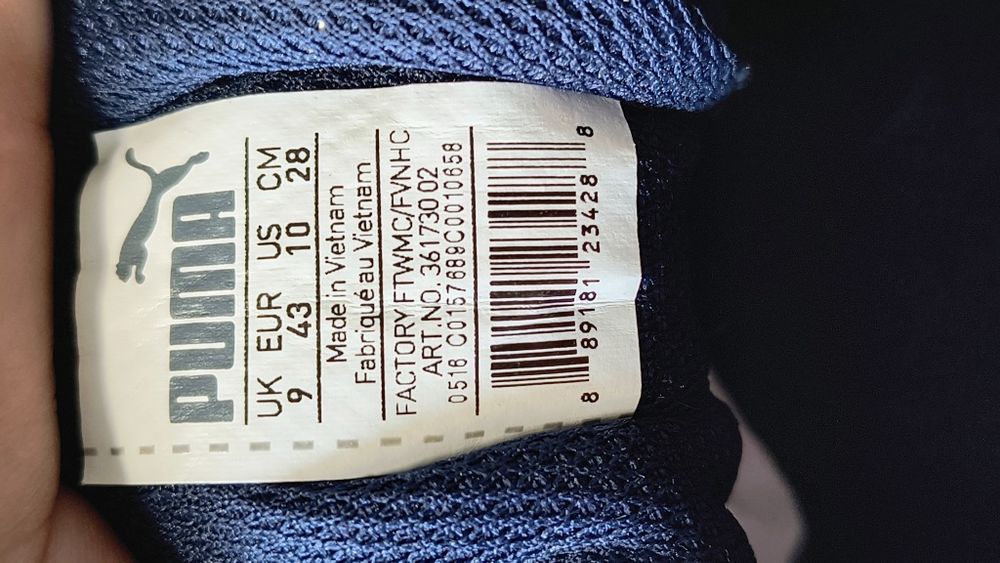 PUMA
UK EUR US CM
9 43 10 28
Made in Vietnam
Fabriqué au Vietnam
FACTORY FTWMC/FVNHC
ART.NO. 361730 02
0516 C0157689C0010658
8 89181 23428 8